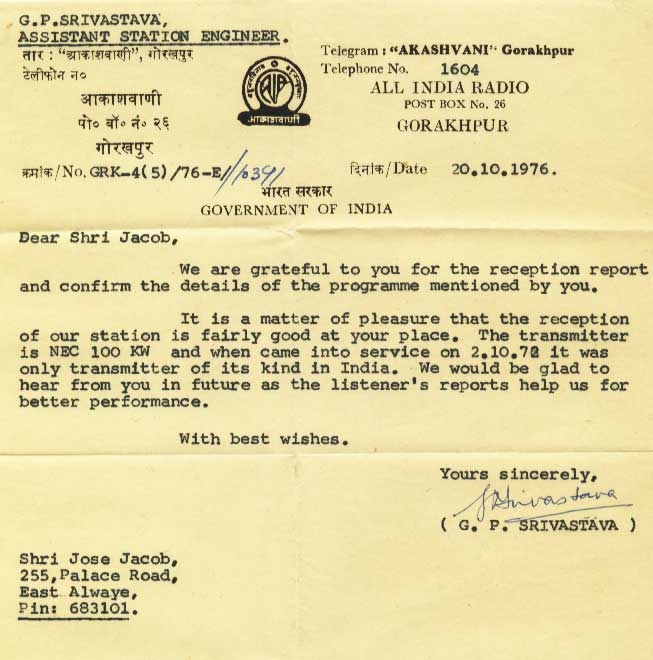 G.P.SRIVASTAVA,
ASSISTANT STATION ENGINEER.
तार : "आकाशवाणी", गोरखपुर
टेलीफोन न०
आकाशवाणी
पो० बॉ० नं० २६
गोरखपुर
आकाशवाणी
Telegram : "AKASHVANI" Gorakhpur
Telephone No. 1604
ALL INDIA RADIO
POST BOX No. 26
GORAKHPUR
क्रमांक/No. GRK-4(5)/76-E/10391
दिनांक/Date 20.10.1976.
भारत सरकार
GOVERNMENT OF INDIA
Dear Shri Jacob,
We are grateful to you for the reception report
and confirm the details of the programme mentioned by you.
It is a matter of pleasure that the reception
of our station is fairly good at your place. The transmitter
is NEC 100 KW and when came into service on 2.10.72 it was
only transmitter of its kind in India. We would be glad to
hear from you in future as the listener's reports help us for
better performance.
With best wishes.
Yours sincerely,
( G. P. SRIVASTAVA )
Shri Jose Jacob,
255,Palace Road,
East Alwaye,
Pin: 683101.